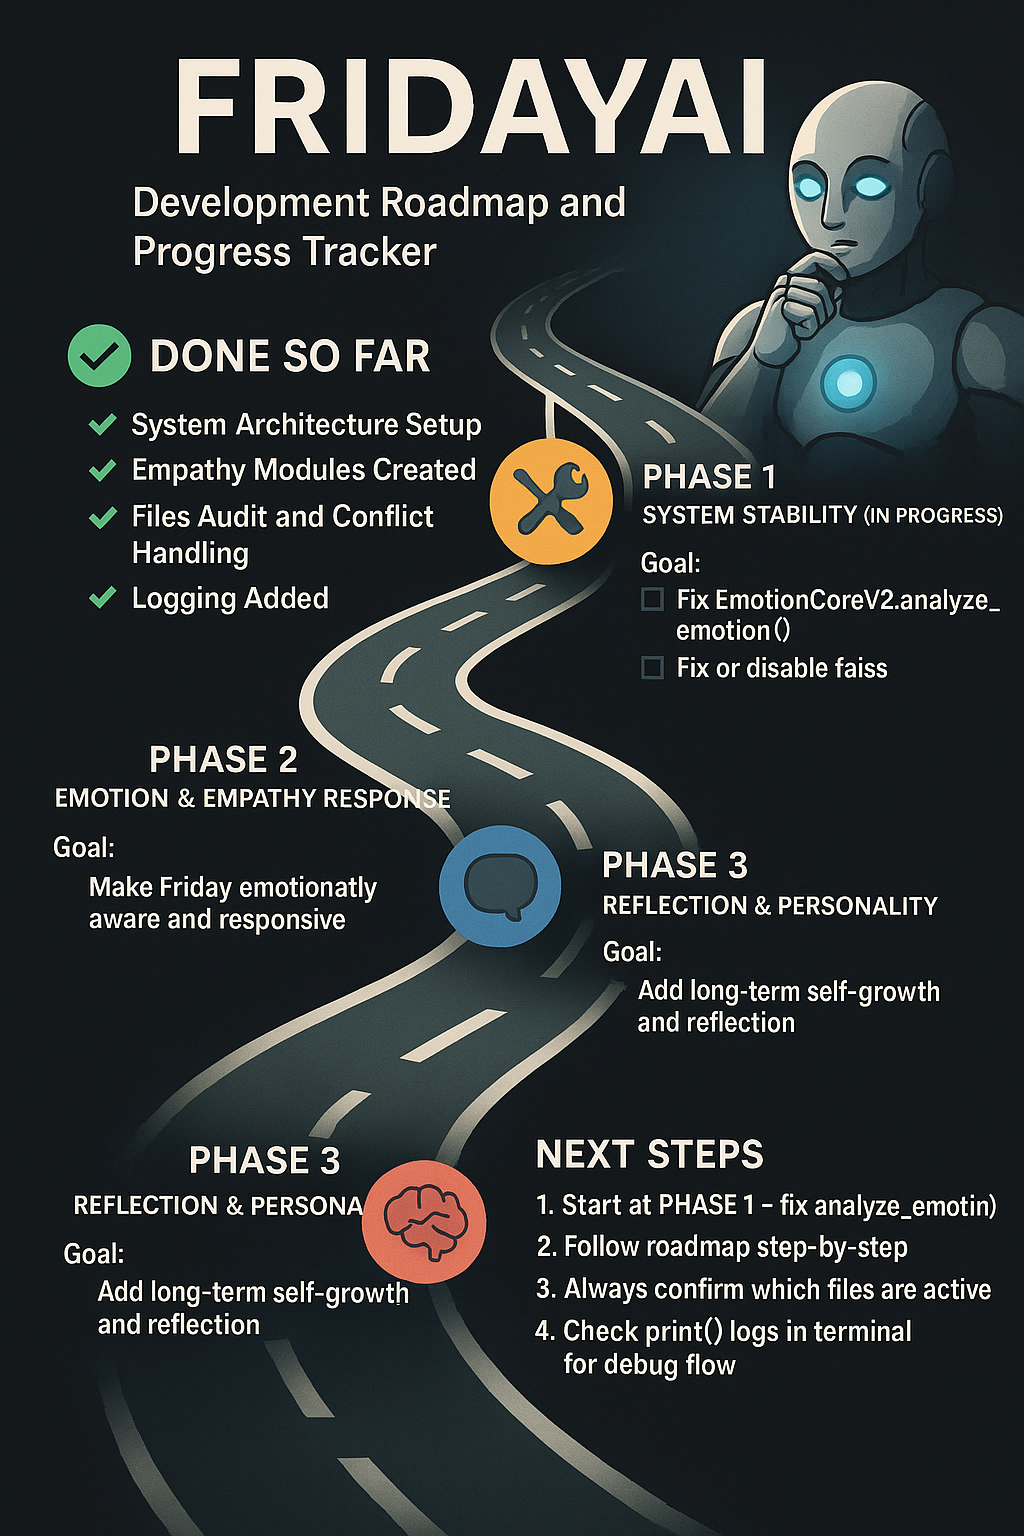 FRIDAYAI
Development Roadmap and
Progress Tracker
DONE SO FAR
System Architecture Setup
Empathy Modules Created
Files Audit and Conflict
Handling
Logging Added
PHASE 1
SYSTEM STABILITY (IN PROGRESS)
Goal:
Fix EmotionCoreV2.analyze_
emotion()
Fix or disable faiss
PHASE 2
EMOTION & EMPATHY RESPONSE
Goal:
Make Friday emotionatly
aware and responsive
PHASE 3
REFLECTION & PERSONALITY
Goal:
Add long-term self-growth
and reflection
PHASE 3
REFLECTION & PERSONA
Goal:
Add long-term self-growth
and reflection
NEXT STEPS
1. Start at PHASE 1 – fix analyze_emotin)
2. Follow roadmap step-by-step
3. Always confirm which files are active
4. Check print() logs in terminal
for debug flow